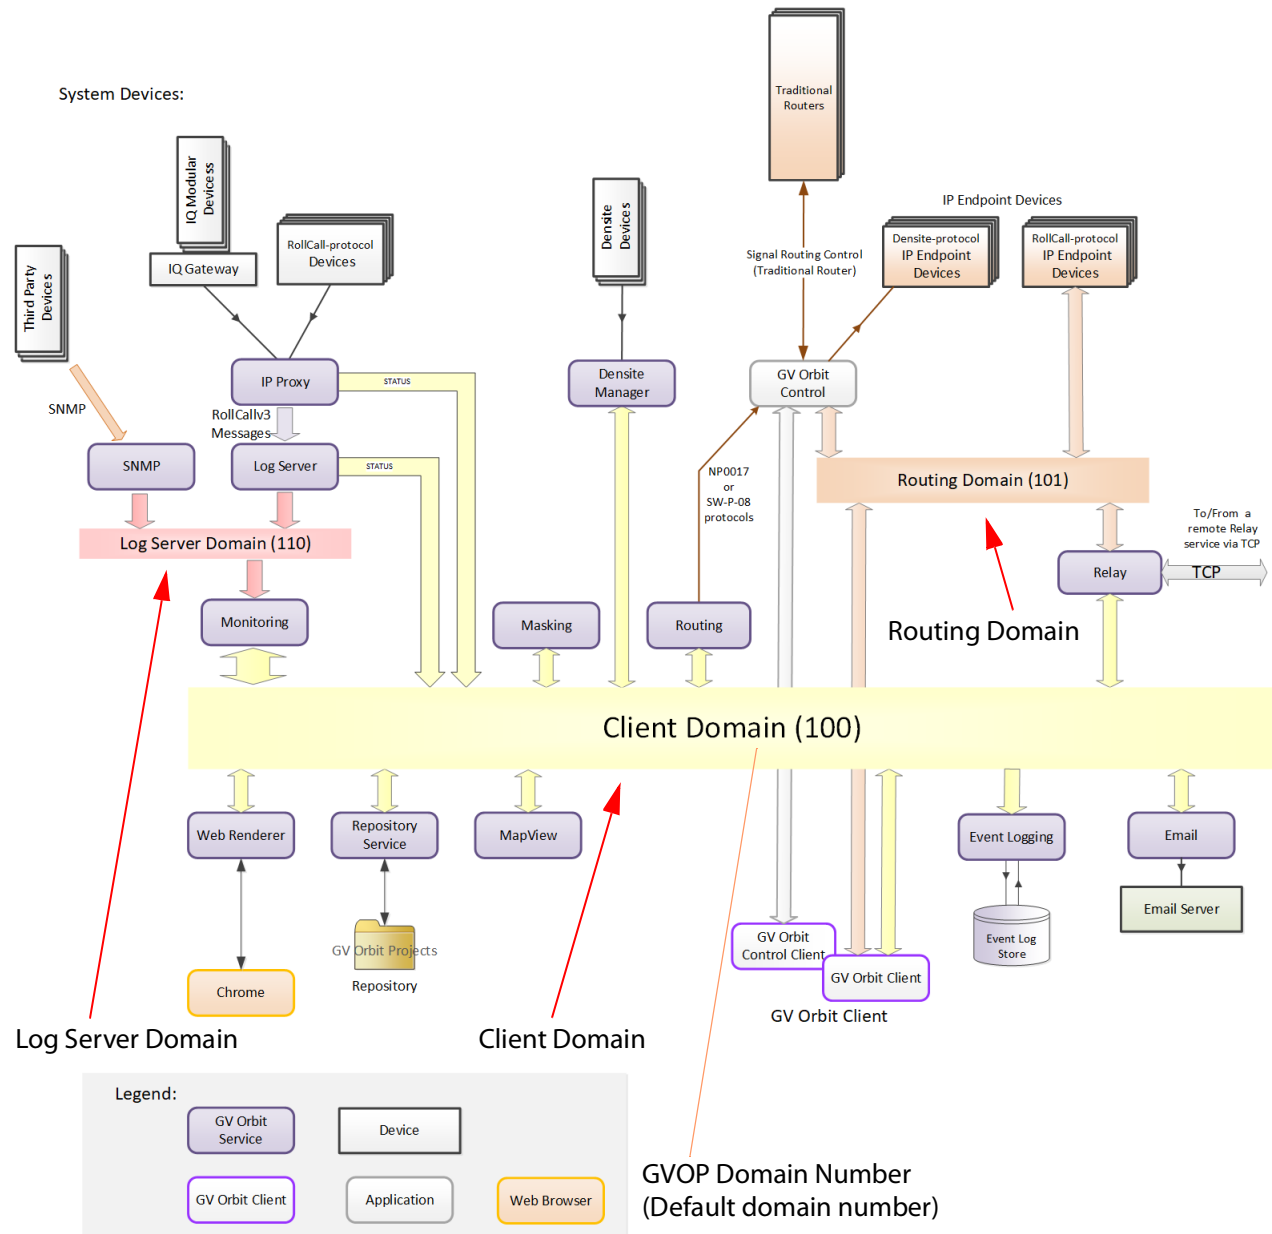 System Devices:
Traditional
Routers
IQ Modular
Devicess
Densite
Devices
IP Endpoint Devices
RollCall-protocol
Devices
Densite-protocol
IP Endpoint
Devices
RollCall-protocol
IP Endpoint
Devices
Signal Routing Control
(Traditional Router)
IQ Gateway
Third Party
Devices
IP Proxy
STATUS
Densite
Manager
GV Orbit
Control
SNMP
RollCallv3
Messages
SNMP
Log Server
STATUS
NP0017
or
SW-P-08
protocols
Routing Domain (101)
To/From a
remote Relay
service via TCP
Log Server Domain (110)
Relay
TCP
Monitoring
Masking
Routing
Routing Domain
Client Domain (100)
Web Renderer
Repository
Service
MapView
Event Logging
Email
Email Server
GV Orbit
Control Client
Event Log
Store
GV Orbit Projects
Repository
GV Orbit Client
Chrome
GV Orbit Client
Log Server Domain
Client Domain
Legend:
GV Orbit
Service
Device
GV Orbit Client
Application
Web Browser
GVOP Domain Number
(Default domain number)